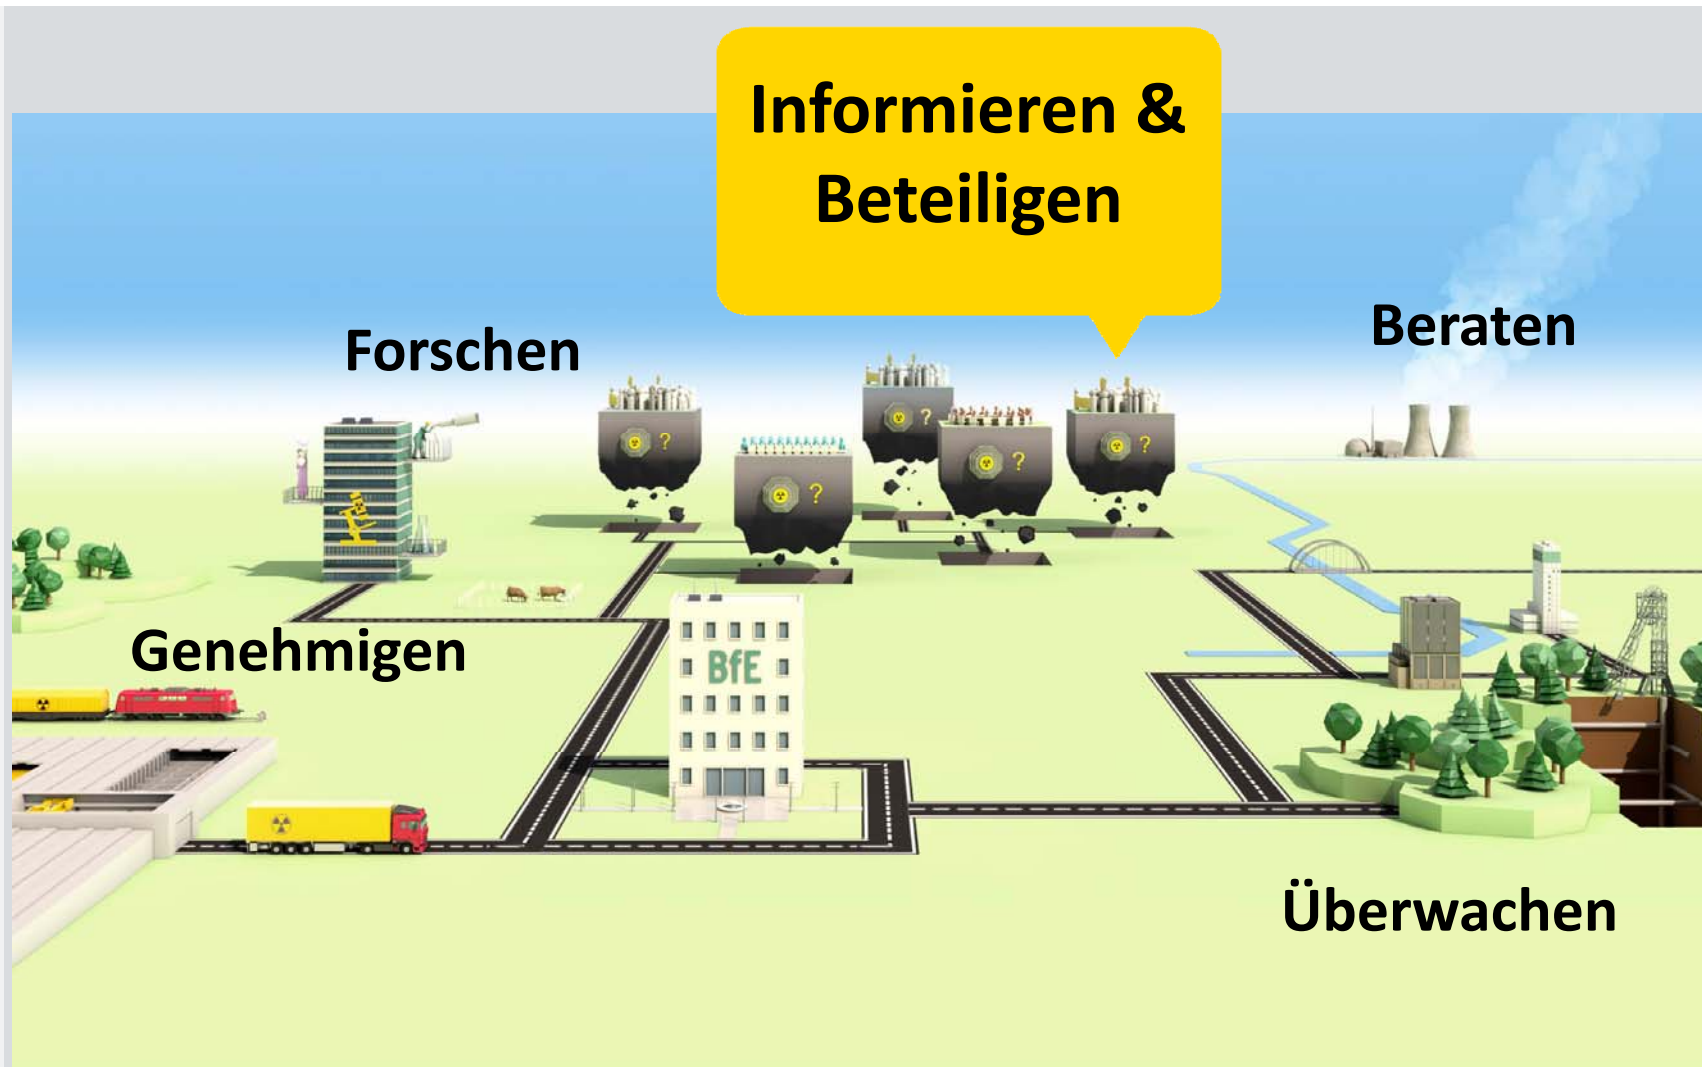 Informieren &
Beteiligen
Forschen
Beraten
?
?
?
?
?
Genehmigen
BfE
Überwachen